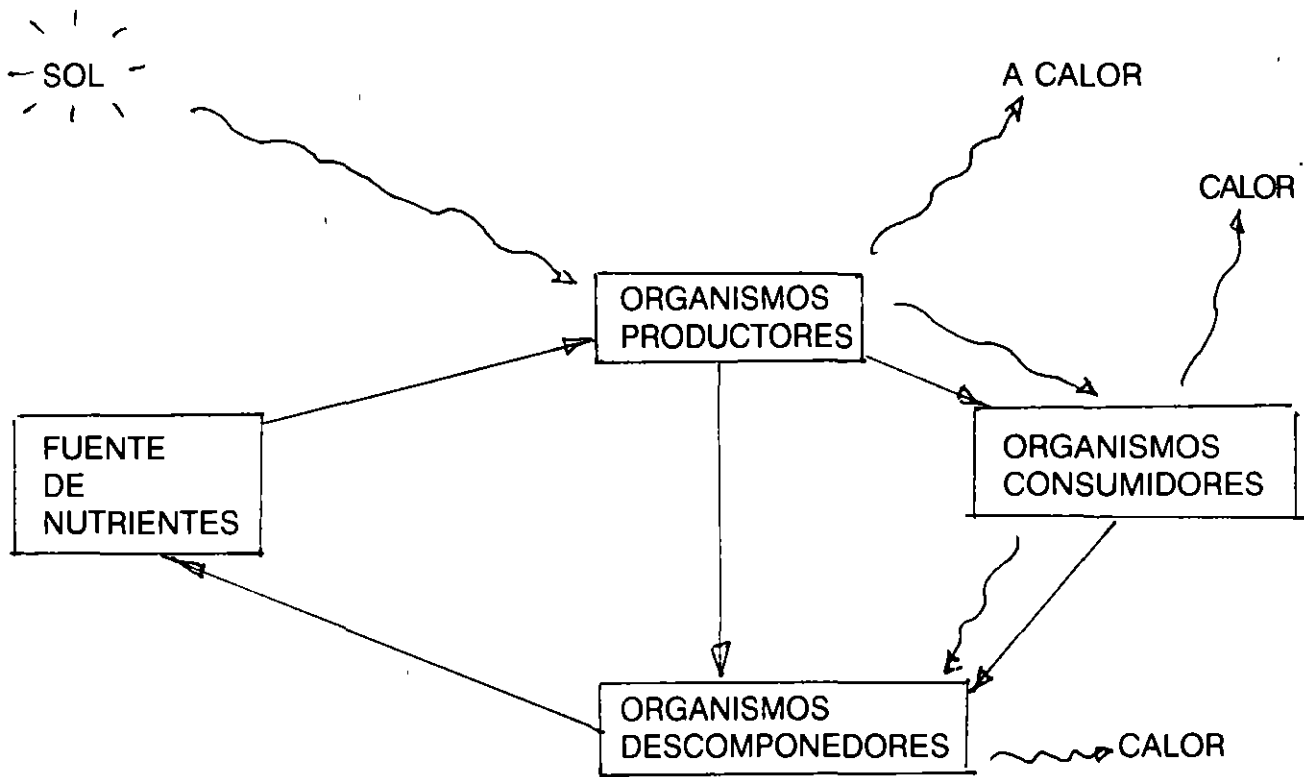 SOL
A CALOR
CALOR
ORGANISMOS
PRODUCTORES
FUENTE
DE
NUTRIENTES
ORGANISMOS
CONSUMIDORES
ORGANISMOS
DESCOMPONEDORES
CALOR